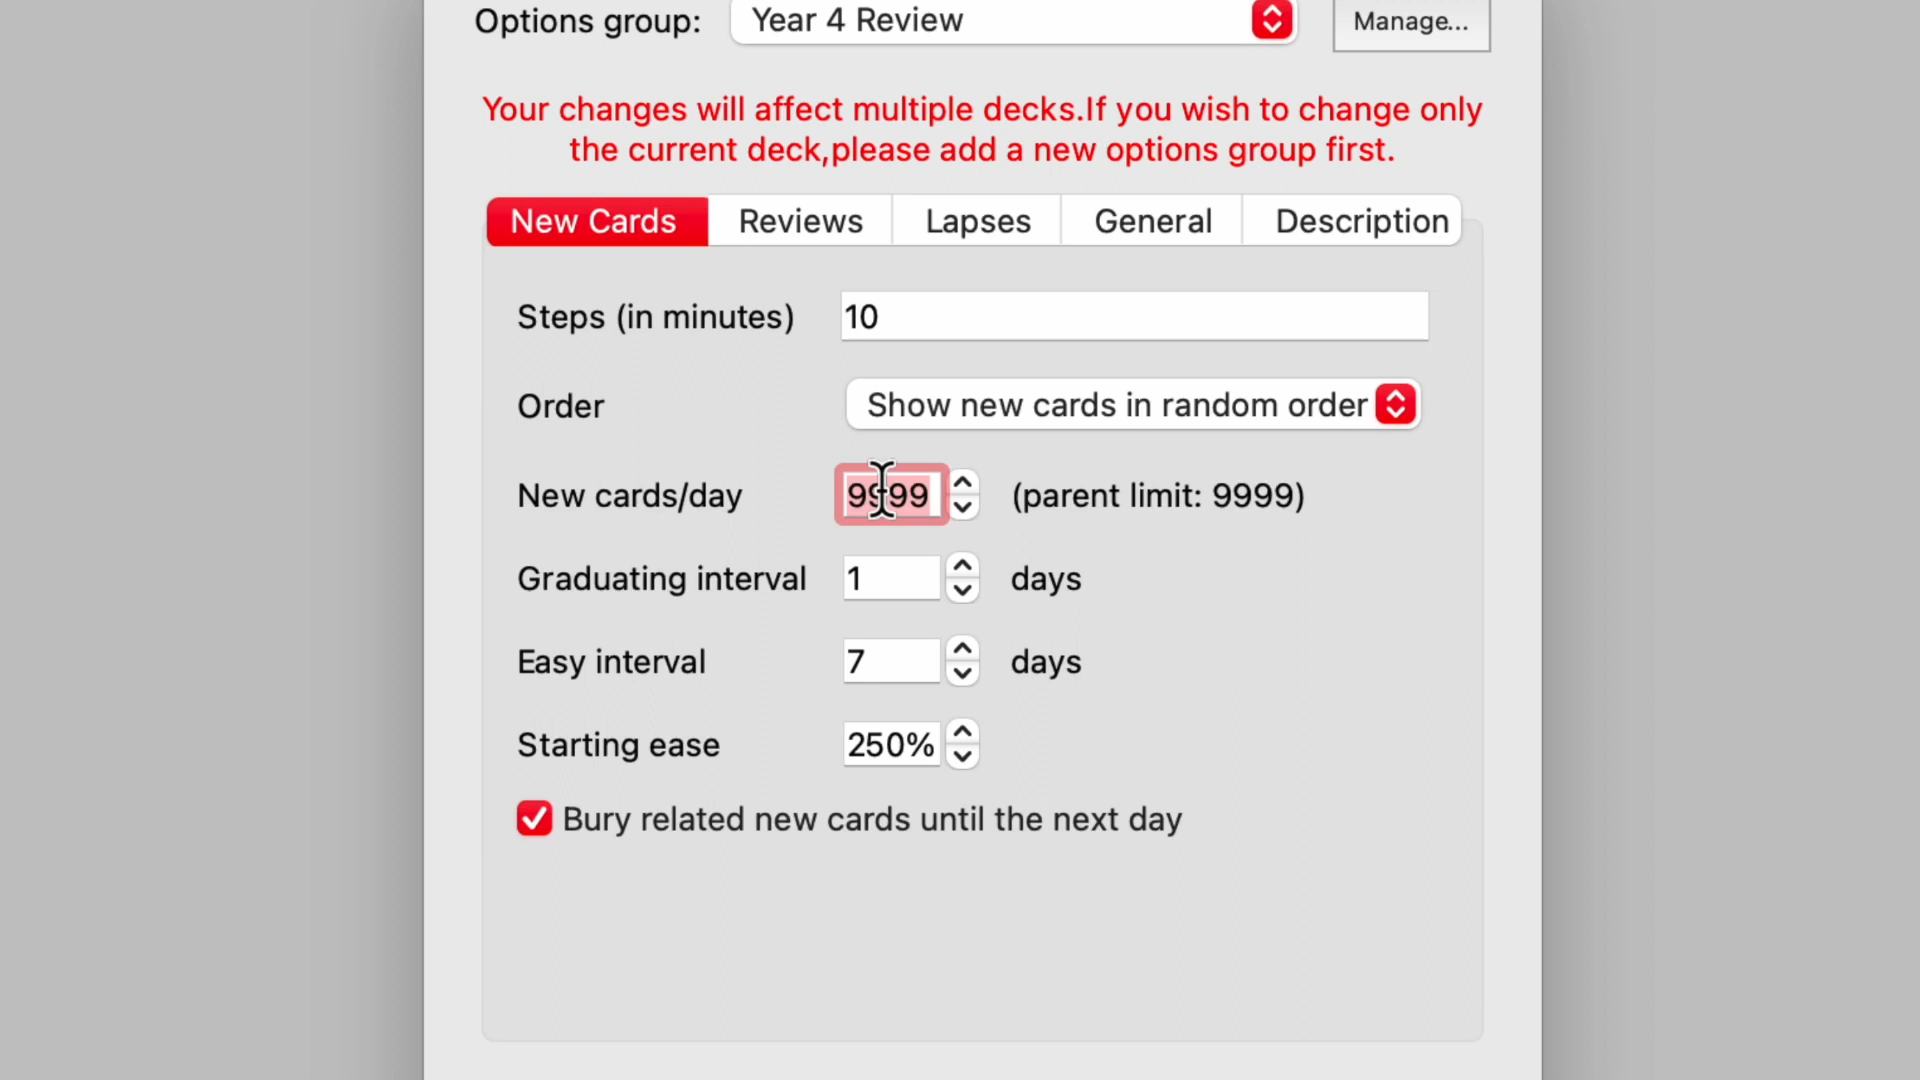 Options group: Year 4 Review Manage...
Your changes will affect multiple decks.If you wish to change only
the current deck,please add a new options group first.
New Cards Reviews Lapses General Description
Steps (in minutes) 10
Order Show new cards in random order
New cards/day 9999 (parent limit: 9999)
Graduating interval 1 days
Easy interval 7 days
Starting ease 250%
Bury related new cards until the next day